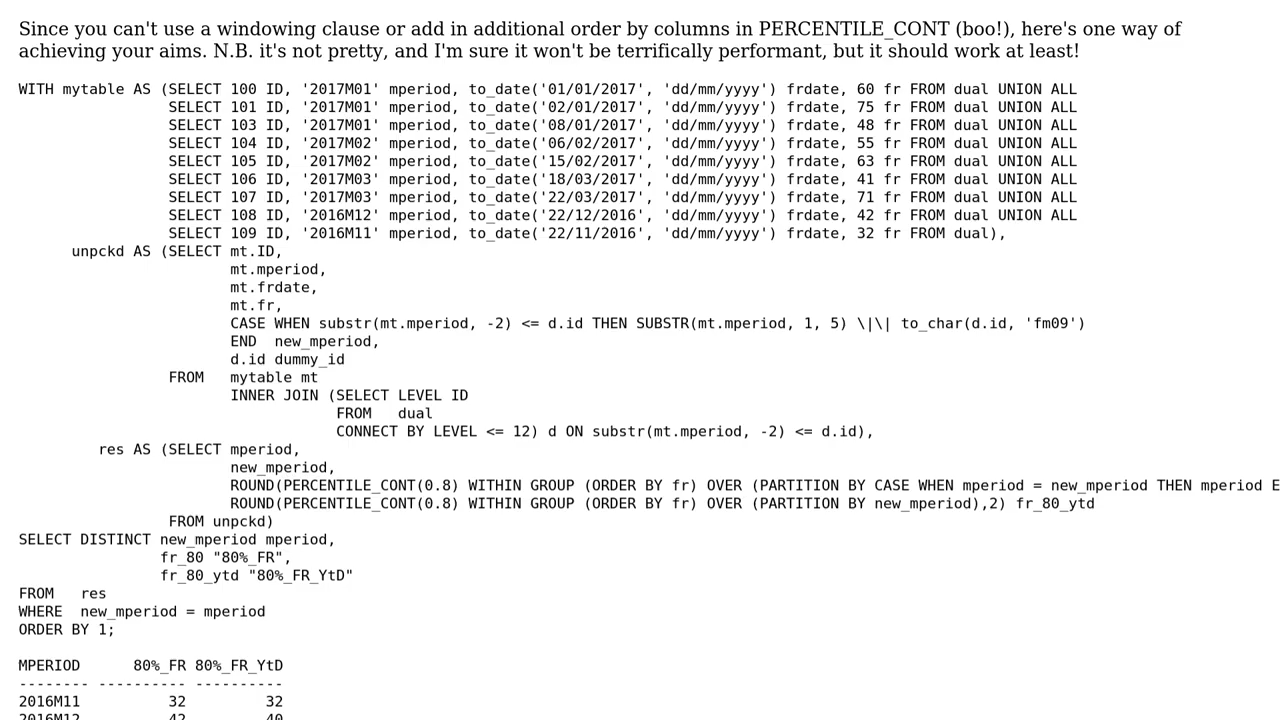 Since you can't use a windowing clause or add in additional order by columns in PERCENTILE_CONT (boo!), here's one way of
achieving your aims. N.B. it's not pretty, and I'm sure it won't be terrifically performant, but it should work at least!
WITH mytable AS (SELECT 100 ID, '2017M01' mperiod, to_date('01/01/2017', 'dd/mm/yyyy') frdate, 60 fr FROM dual UNION ALL
SELECT 101 ID, '2017M01' mperiod, to_date('02/01/2017', 'dd/mm/yyyy') frdate, 75 fr FROM dual UNION ALL
SELECT 103 ID, '2017M01' mperiod, to_date('08/01/2017', 'dd/mm/yyyy') frdate, 48 fr FROM dual UNION ALL
SELECT 104 ID, '2017M02' mperiod, to_date('06/02/2017', 'dd/mm/yyyy') frdate, 55 fr FROM dual UNION ALL
SELECT 105 ID, '2017M02' mperiod, to_date('15/02/2017', 'dd/mm/yyyy') frdate, 63 fr FROM dual UNION ALL
SELECT 106 ID, '2017M03' mperiod, to_date('18/03/2017', 'dd/mm/yyyy') frdate, 41 fr FROM dual UNION ALL
SELECT 107 ID, '2017M03' mperiod, to_date('22/03/2017', 'dd/mm/yyyy') frdate, 71 fr FROM dual UNION ALL
SELECT 108 ID, '2016M12' mperiod, to_date('22/12/2016', 'dd/mm/yyyy') frdate, 42 fr FROM dual UNION ALL
SELECT 109 ID, '2016M11' mperiod, to_date('22/11/2016', 'dd/mm/yyyy') frdate, 32 fr FROM dual),
unpckd AS (SELECT mt.ID,
mt.mperiod,
mt.frdate,
mt.fr,
CASE WHEN substr(mt.mperiod, -2) <= d.id THEN SUBSTR(mt.mperiod, 1, 5) \|\| to_char(d.id, 'fm09')
END  new_mperiod,
d.id dummy_id
FROM   mytable mt
INNER JOIN (SELECT LEVEL ID
FROM   dual
CONNECT BY LEVEL <= 12) d ON substr(mt.mperiod, -2) <= d.id),
res AS (SELECT mperiod,
new_mperiod,
ROUND(PERCENTILE_CONT(0.8) WITHIN GROUP (ORDER BY fr) OVER (PARTITION BY CASE WHEN mperiod = new_mperiod THEN mperiod E
ROUND(PERCENTILE_CONT(0.8) WITHIN GROUP (ORDER BY fr) OVER (PARTITION BY new_mperiod),2) fr_80_ytd
FROM unpckd)
SELECT DISTINCT new_mperiod mperiod,
fr_80 "80%_FR",
fr_80_ytd "80%_FR_YtD"
FROM   res
WHERE  new_mperiod = mperiod
ORDER BY 1;
MPERIOD      80%_FR 80%_FR_YtD
-------- ---------- ----------
2016M11          32         32
2016M12          42         40